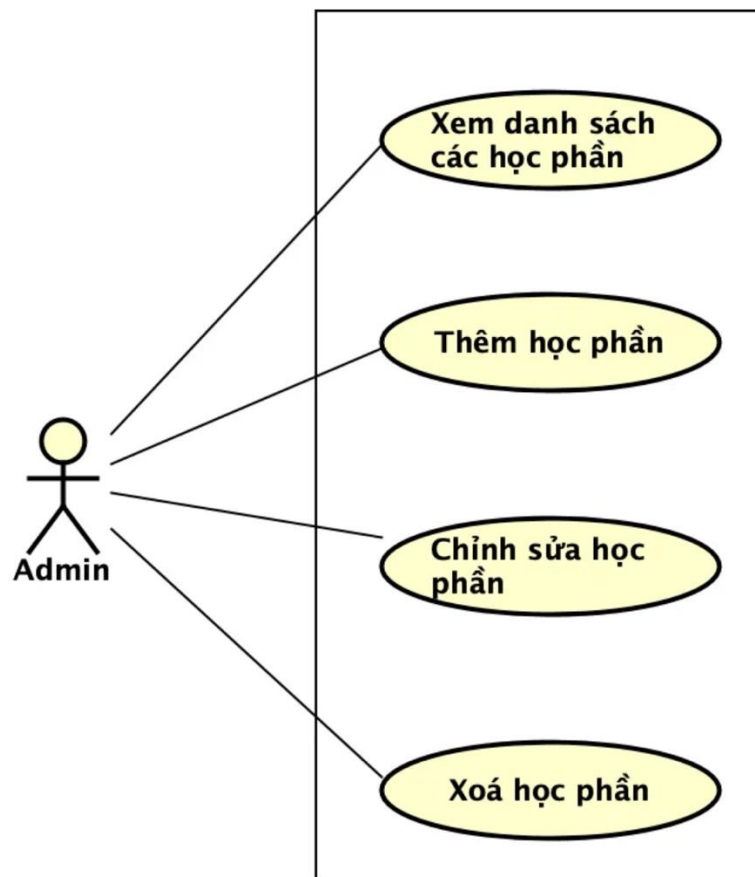 Xem danh sách
các học phần
Thêm học phần
Admin
Chỉnh sửa học
phần
Xoá học phần